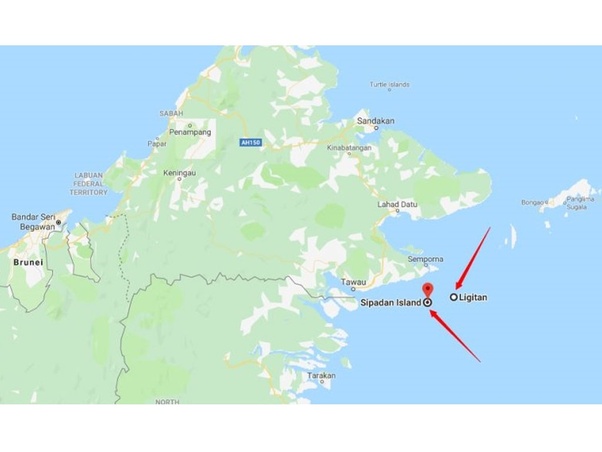 Turtle Islands
SABAH
Sandakan
Penampang
AH150
Papar
Kinabatangan
Keningau
LABUAN
FEDERAL
TERRITORY
Lahad Datu
Bongao
Panglima
Sugala
Bandar Seri
Begawan
Brunei
Semporna
Tawau
Sipadan Island
Ligitan
Tarakan
NORTH